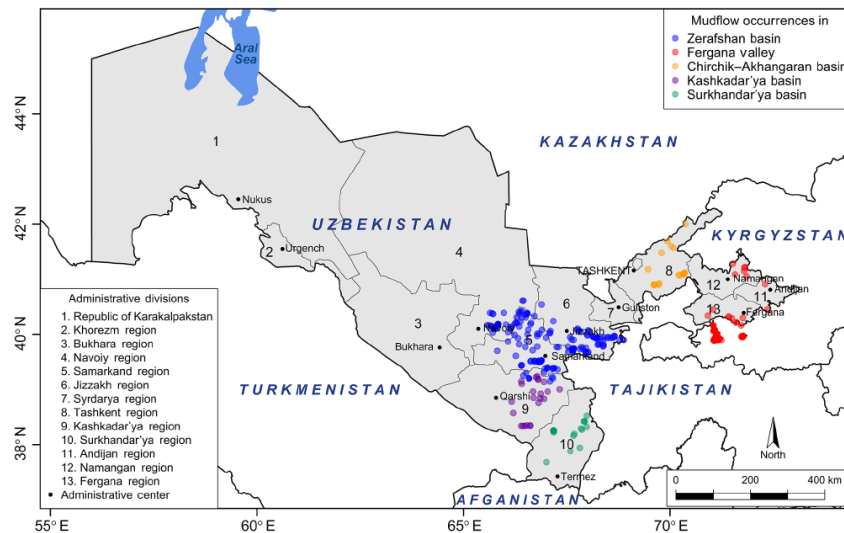 Mudflow occurrences in
Zerafshan basin
Fergana valley
Chirchik–Akhangaran basin
Kashkadar'ya basin
Surkhandar'ya basin
Aral
Sea
44° N
42° N
40° N
38° N
KAZAKHSTAN
UZBEKISTAN
KYRGYZSTAN
TURKMENISTAN
TAJIKISTAN
AFGANISTAN
1
Nukus
2
Urgench
4
3
Bukhara
Navoiy
5
6
Jizzakh
Samarkand
7
Guliston
TASHKENT
8
12
Namangan
11
Andijan
13
Fergana
Qarshi
9
10
Termez
Administrative divisions
1. Republic of Karakalpakstan
2. Khorezm region
3. Bukhara region
4. Navoiy region
5. Samarkand region
6. Jizzakh region
7. Syrdarya region
8. Tashkent region
9. Kashkadar'ya region
10. Surkhandar'ya region
11. Andijan region
12. Namangan region
13. Fergana region
Administrative center
North
0 100 200 400 km
55° E
60° E
65° E
70° E